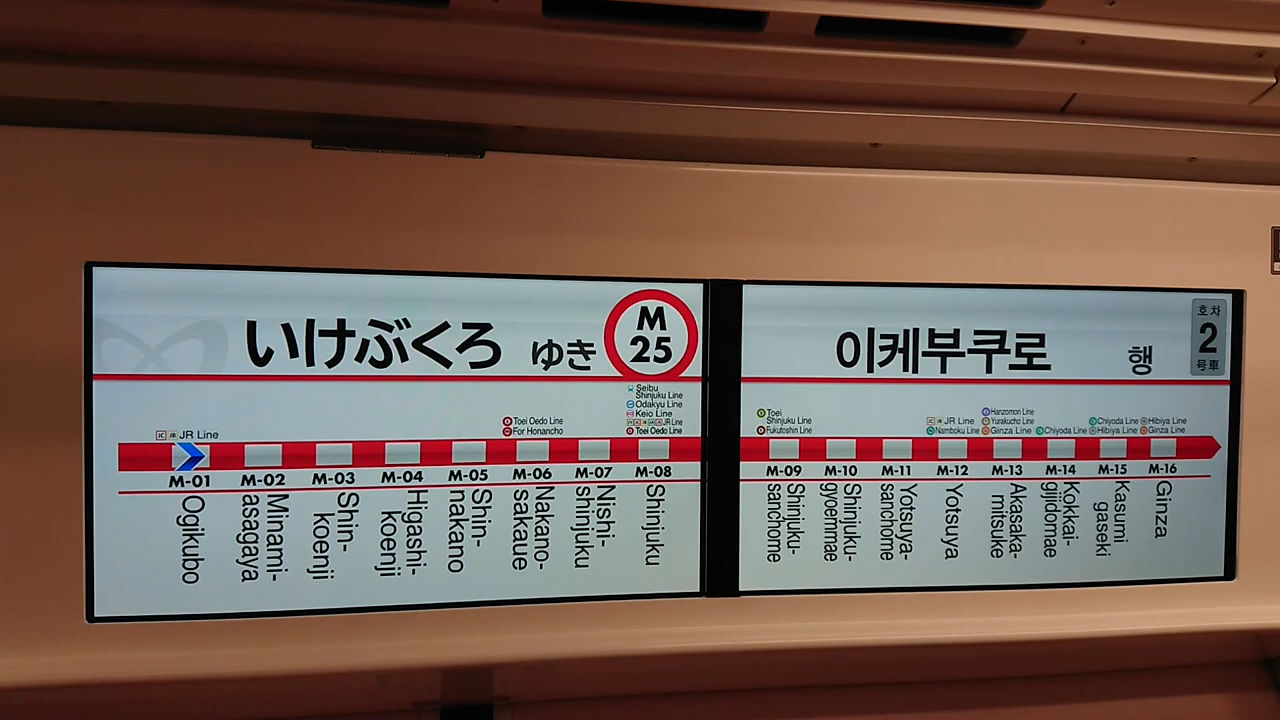 いけぶくろ ゆき
M
25
이케부쿠로 행
호차
2
号車
JR Line
Toei Oedo Line
For Honancho
Seibu
Shinjuku Line
Odakyu Line
Keio Line
JR Line
Toei Oedo Line
Toei
Shinjuku Line
Fukutoshin Line
JR Line
Namboku Line
Hanzomon Line
Yurakucho Line
Ginza Line
Chiyoda Line
Chiyoda Line
Hibiya Line
Hibiya Line
Ginza Line
M-01 M-02 M-03 M-04 M-05 M-06 M-07 M-08 M-09 M-10 M-11 M-12 M-13 M-14 M-15 M-16
Ogikubo
Minami-
asagaya
Shin-
koenji
Higashi-
koenji
Shin-
nakano
Nakano-
sakaue
Nishi-
shinjuku
Shinjuku
Shinjuku-
sanchome
Shinjuku-
gyoemmae
Yotsuya-
sanchome
Yotsuya
Akasaka-
mitsuke
Kokkai-
gijidomae
Kasumi
gaseki
Ginza